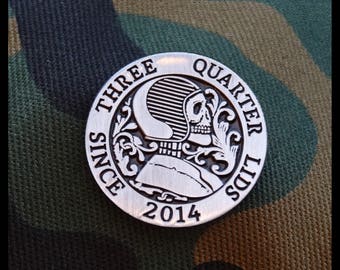 THREE QUARTER LIDS
SINCE 2014